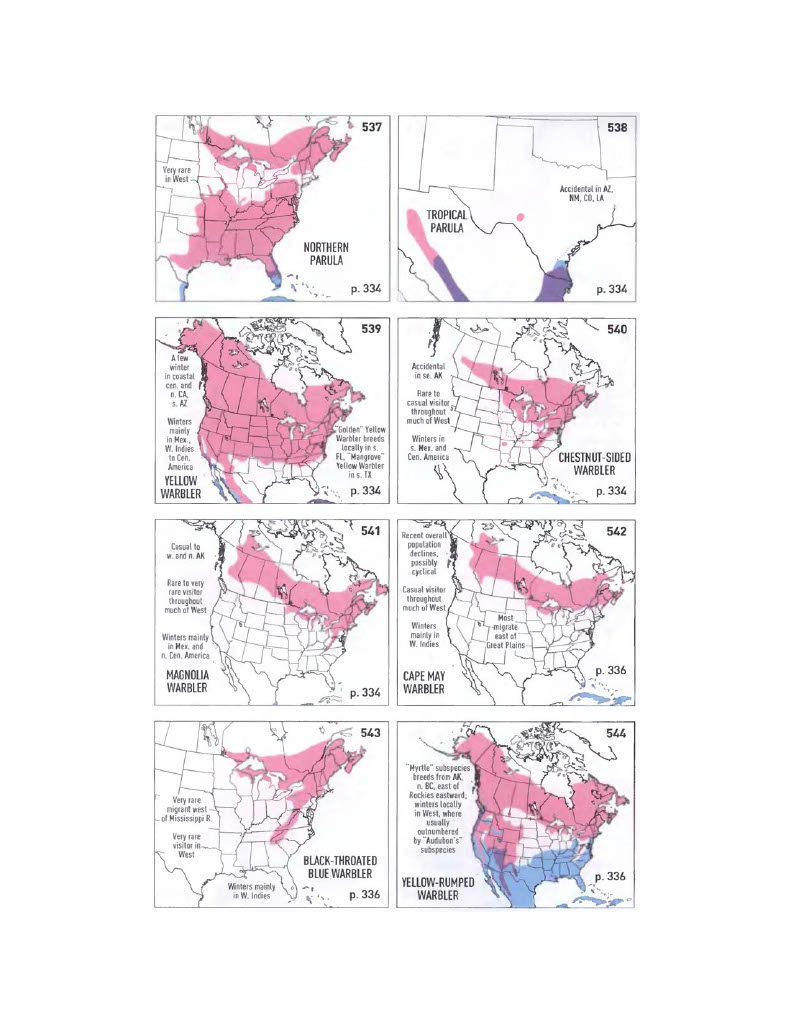 537
Very rare
in West
NORTHERN
PARULA
p. 334
538
Accidental in AZ,
NM, CO, LA
TROPICAL
PARULA
p. 334
539
A few
winter
in coastal
cen. and
n. CA,
s. AZ
Winters
mainly
in Mex.,
W. Indies
to Cen.
America
YELLOW
WARBLER
"Golden" Yellow
Warbler breeds
locally in s.
FL, "Mangrove"
Yellow Warbler
in s. TX
p. 334
540
Accidental
in se. AK
Rare to
casual visitor
throughout
much of West
Winters in
s. Mex. and
Cen. America
CHESTNUT-SIDED
WARBLER
p. 334
541
Casual to
w. and n. AK
Rare to very
rare visitor
throughout
much of West
Winters mainly
in Mex. and
n. Cen. America
MAGNOLIA
WARBLER
p. 334
542
Recent overall
population
declines,
possibly
cyclical
Casual visitor
throughout
much of West
Winters
mainly in
W. Indies
Most
migrate
east of
Great Plains
CAPE MAY
WARBLER
p. 336
543
Very rare
migrant west
of Mississippi R.
Very rare
visitor in
West
Winters mainly
in W. Indies
BLACK-THROATED
BLUE WARBLER
p. 336
544
"Myrtle" subspecies
breeds from AK,
n. BC, east of
Rockies eastward;
winters locally
in West, where
usually
outnumbered
by "Audubon's"
subspecies
YELLOW-RUMPED
WARBLER
p. 336